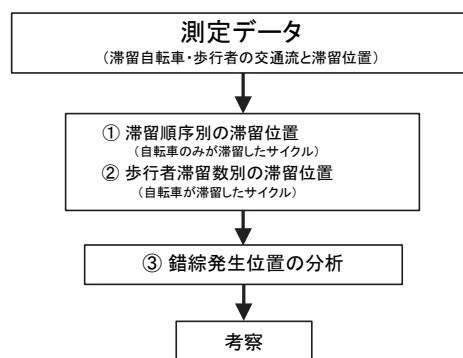 測定データ
（滞留自転車・歩行者の交通流と滞留位置）
① 滞留順序別の滞留位置
（自転車のみが滞留したサイクル）
② 歩行者滞留数別の滞留位置
（自転車が滞留したサイクル）
③ 錯綜発生位置の分析
考察